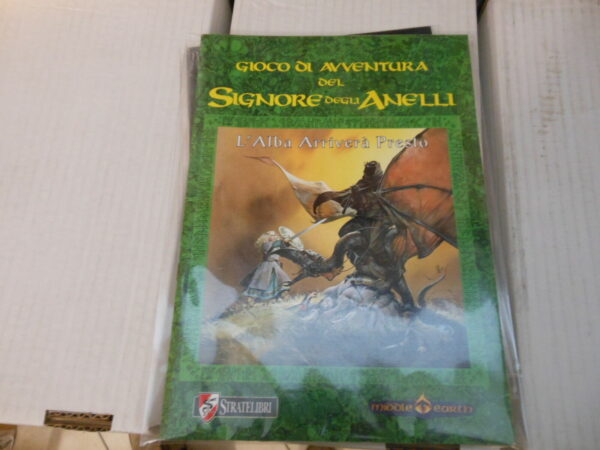 GIOCO DI AVVENTURA
DEL
SIGNORE DEGLI ANELLI
L'Alba Arriverà Presto
STRATELIBRI
MIDDLE EARTH